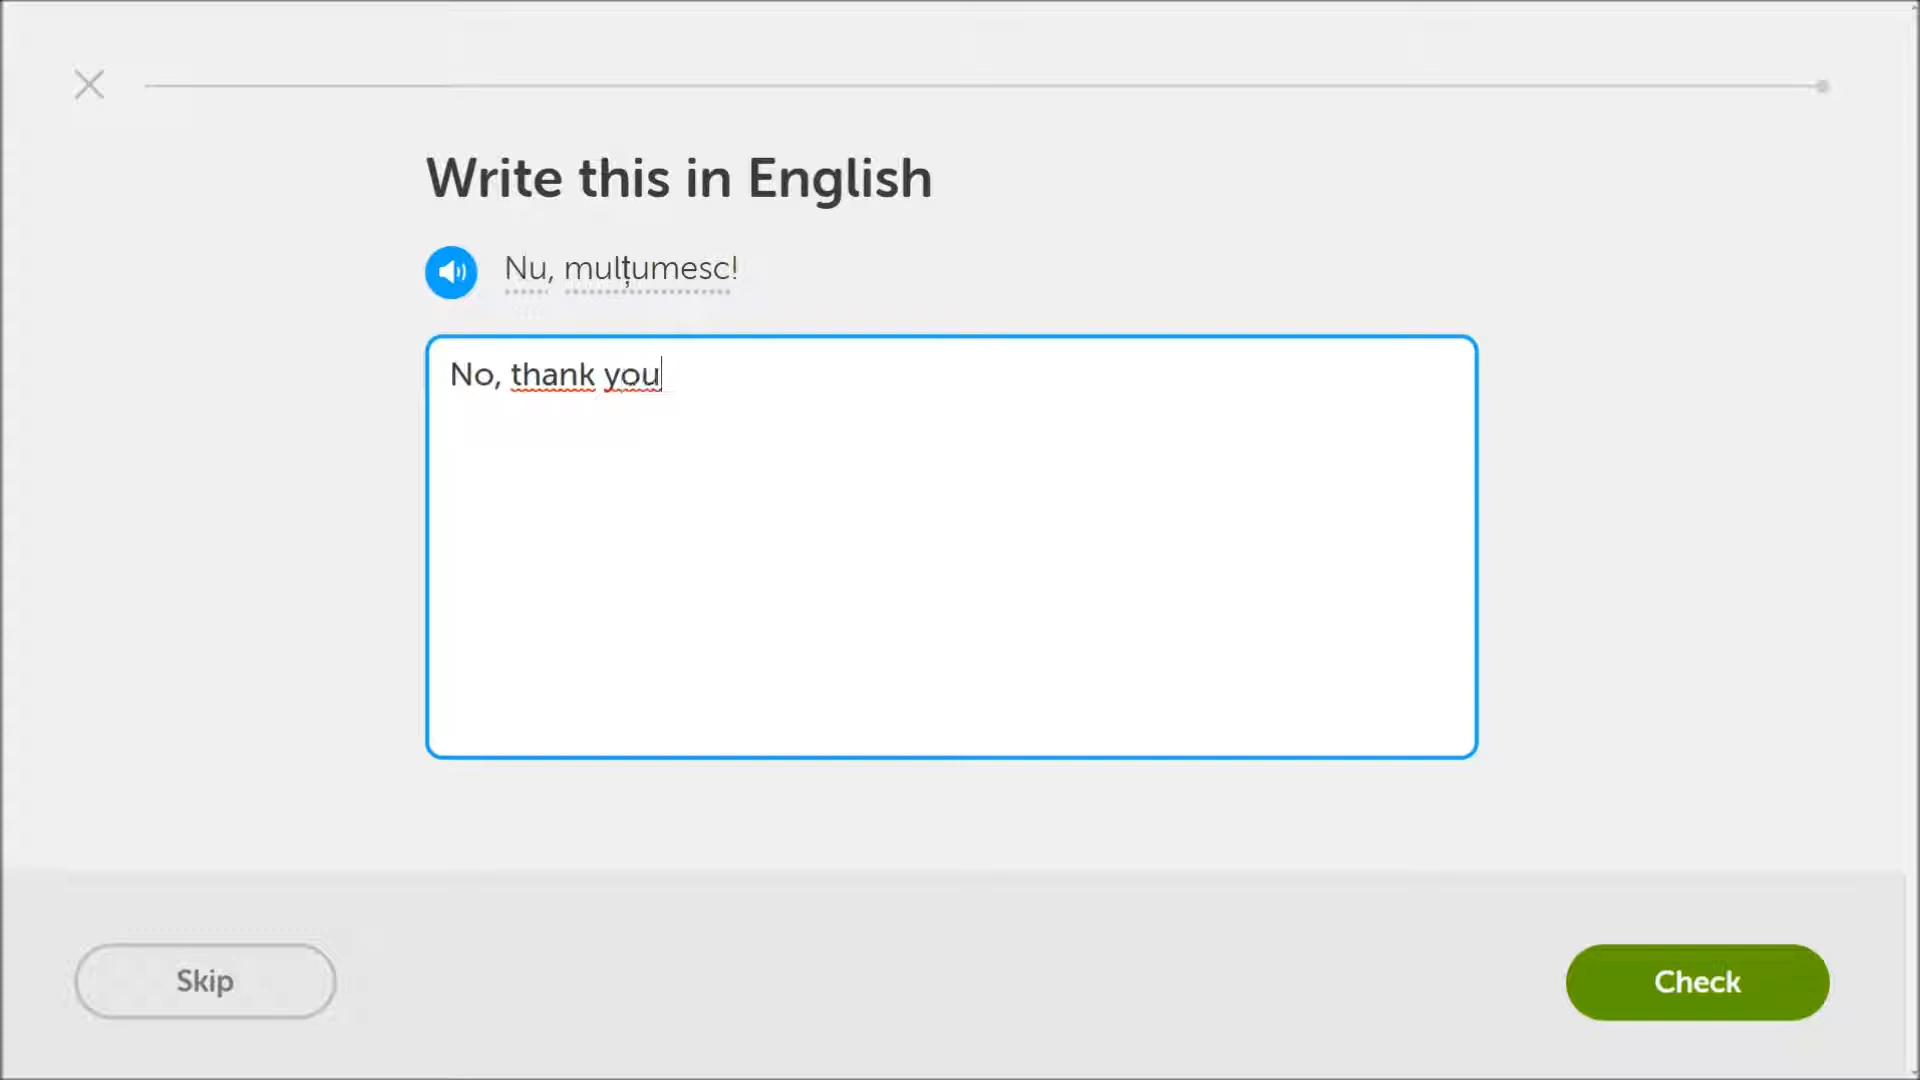 Write this in English
Nu, mulțumesc!
No, thank you
Skip
Check